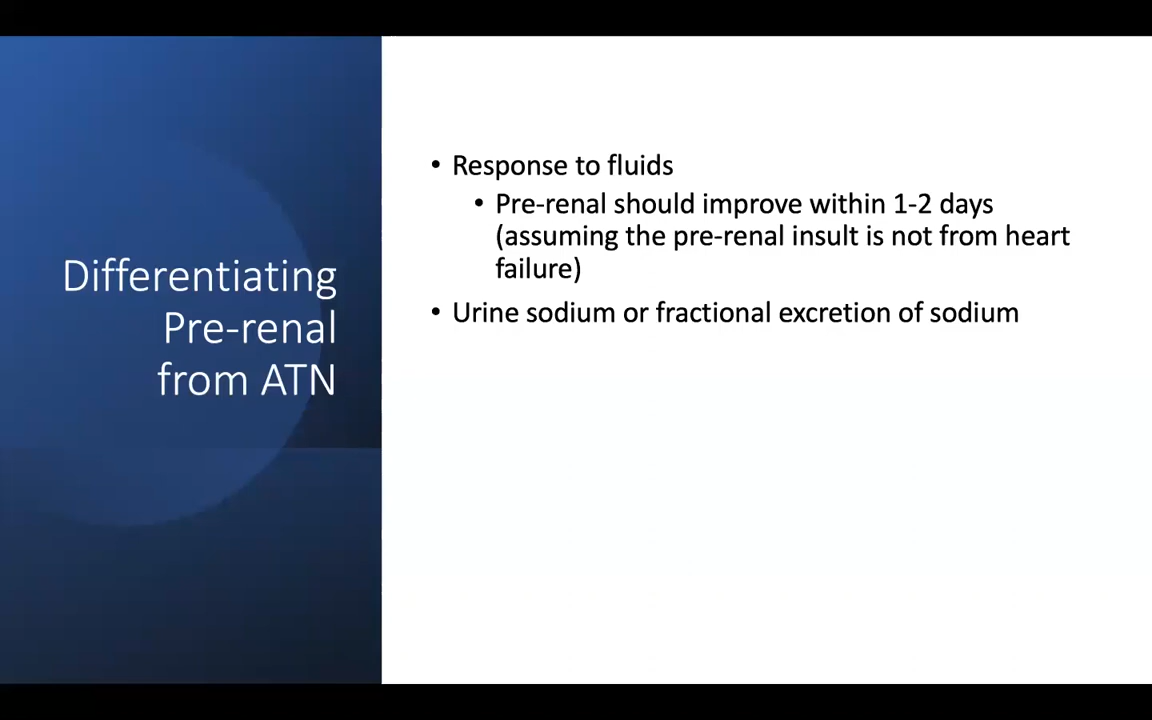 Differentiating
Pre-renal
from ATN
• Response to fluids
• Pre-renal should improve within 1-2 days
(assuming the pre-renal insult is not from heart
failure)
• Urine sodium or fractional excretion of sodium